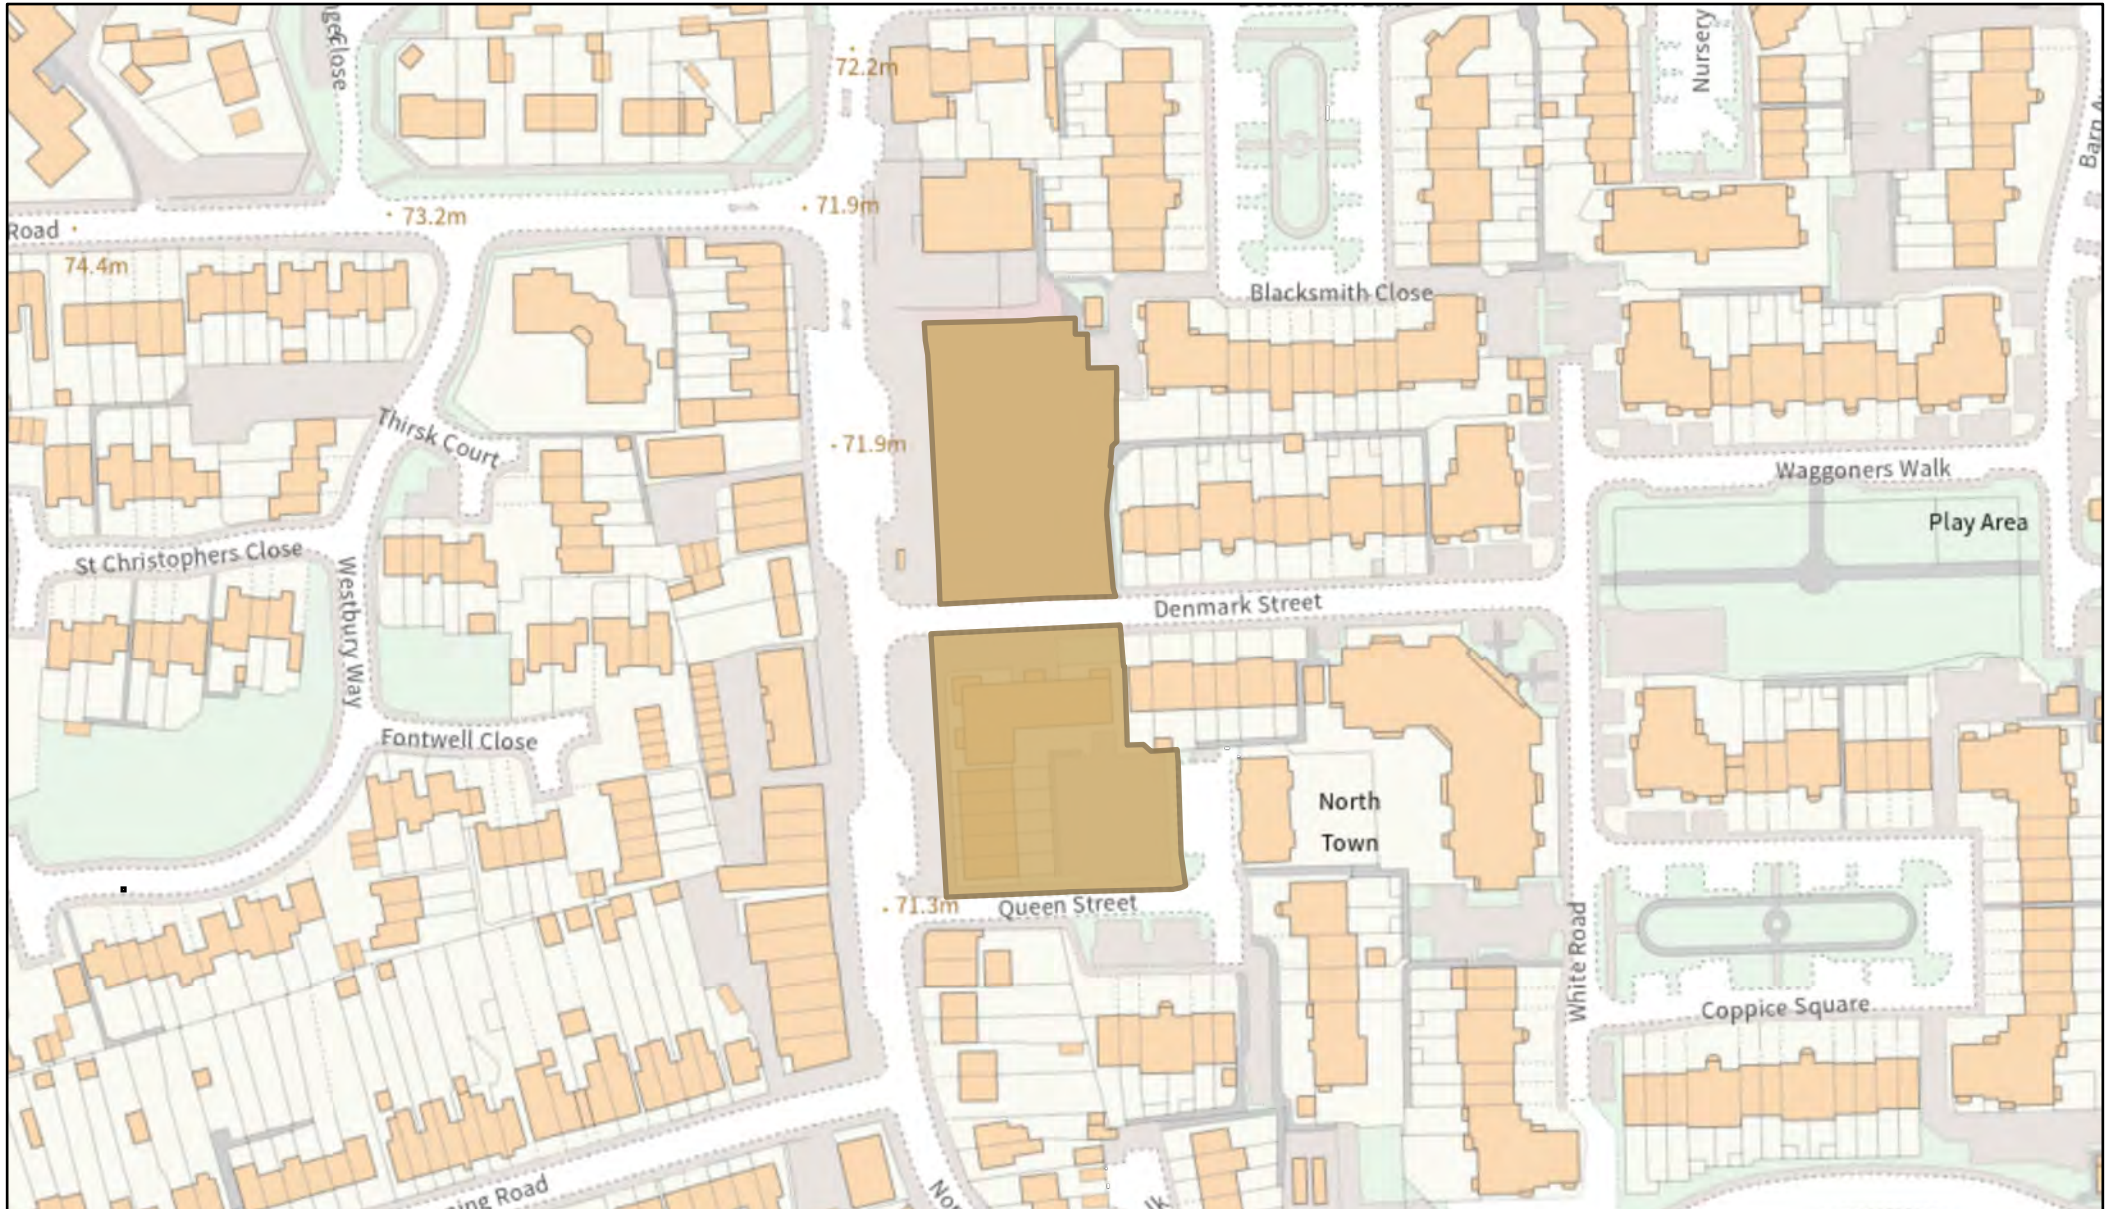 Close
72.2m
Nursery
73.2m
71.9m
Road
74.4m
Blacksmith Close
Thirsk Court
71.9m
Waggoners Walk
Play Area
St Christophers Close
Westbury Way
Denmark Street
Fontwell Close
North
Town
71.3m
Queen Street
White Road
Coppice Square
Road